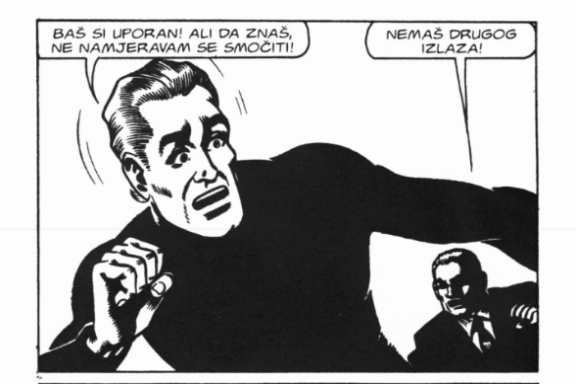 BAŠ SI UPORAN! ALI DA ZNAŠ,
NE NAMJERAVAM SE SMOČITI!
NEMAŠ DRUGOG
IZLAZA!